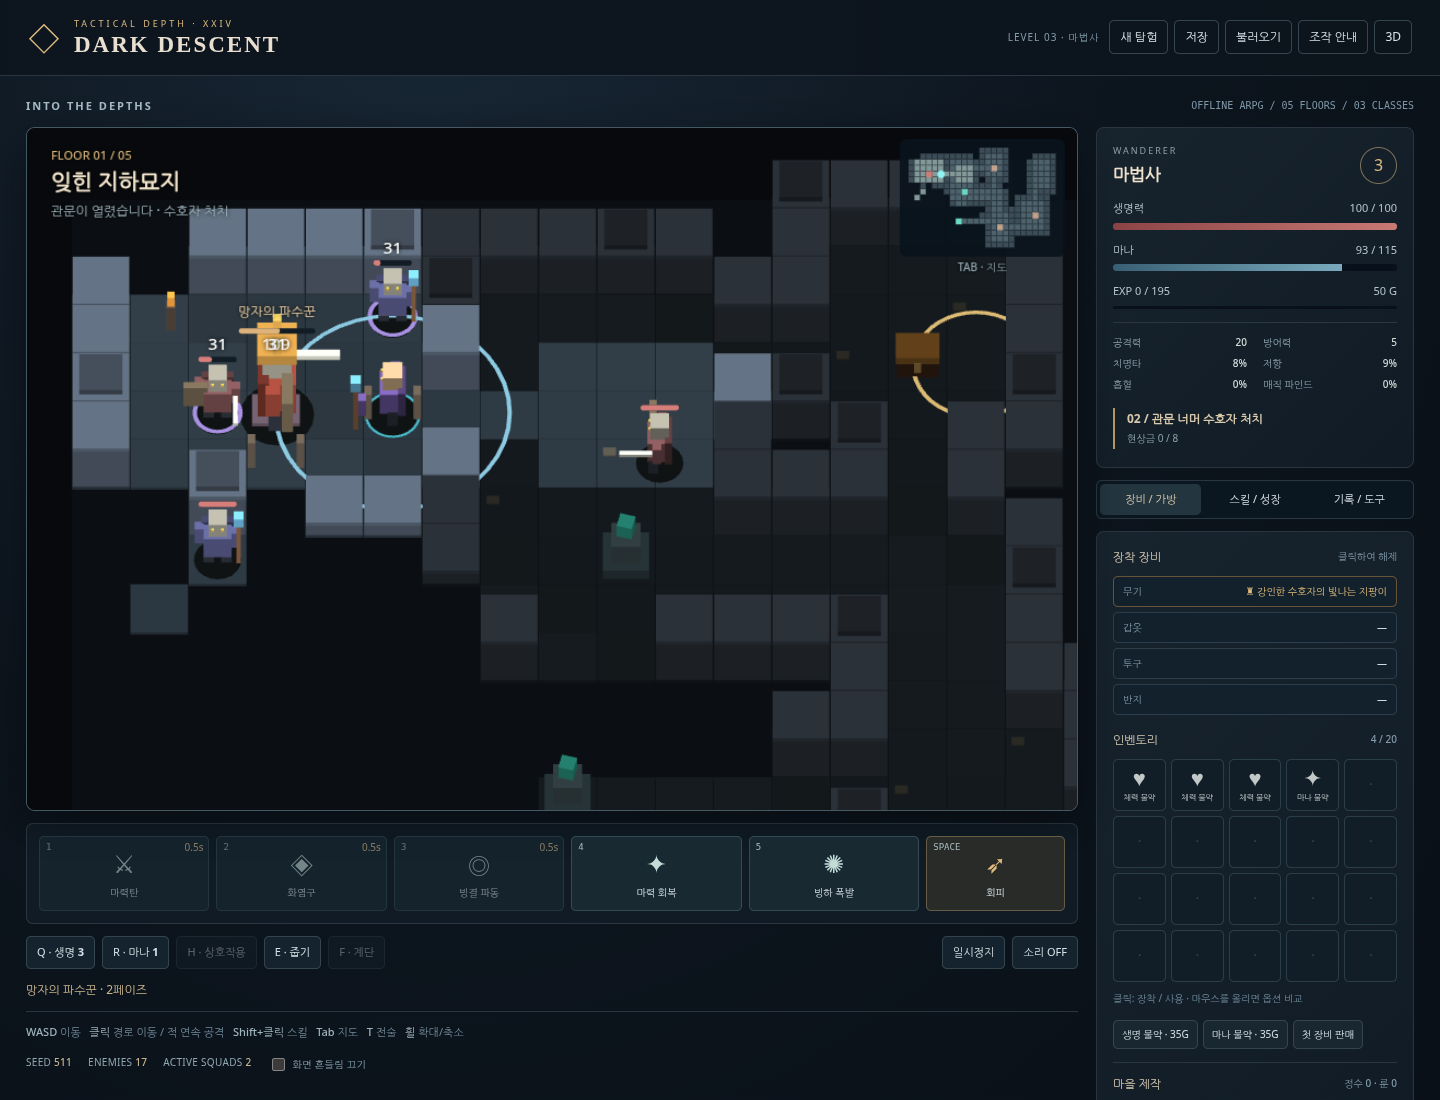 TACTICAL DEPTH · XXIV
DARK DESCENT
LEVEL 03 · 마법사
새 탐험
저장
불러오기
조작 안내
3D
INTO THE DEPTHS
OFFLINE ARPG / 05 FLOORS / 03 CLASSES
FLOOR 01 / 05
잊힌 지하묘지
관문이 열렸습니다 · 수호자 처치
TAB · 지도
31
망자의 파수꾼
31
WANDERER
마법사
3
생명력 100 / 100
마나 93 / 115
EXP 0 / 195 50 G
공격력 20 방어력 5
치명타 8% 저항 9%
흡혈 0% 매직 파인드 0%
02 / 관문 너머 수호자 처치
현상금 0 / 8
장비 / 가방
스킬 / 성장
기록 / 도구
장착 장비 클릭하여 해제
무기 ♜ 강인한 수호자의 빛나는 지팡이
갑옷 —
투구 —
반지 —
인벤토리 4 / 20
체력 물약
체력 물약
체력 물약
마나 물약
클릭: 장착 / 사용 · 마우스를 올리면 옵션 비교
생명 물약 · 35G
마나 물약 · 35G
첫 장비 판매
마을 제작 정수 0 · 룬 0
1 0.5s
마력탄
2 0.5s
화염구
3 0.5s
빙결 파동
4
마력 회복
5
빙하 폭발
SPACE
회피
Q · 생명 3
R · 마나 1
H · 상호작용
E · 줍기
F · 계단
일시정지
소리 OFF
망자의 파수꾼 · 2페이즈
WASD 이동 클릭 경로 이동 / 적 연속 공격 Shift+클릭 스킬 Tab 지도 T 전술 휠 확대/축소
SEED 511 ENEMIES 17 ACTIVE SQUADS 2 화면 흔들림 끄기